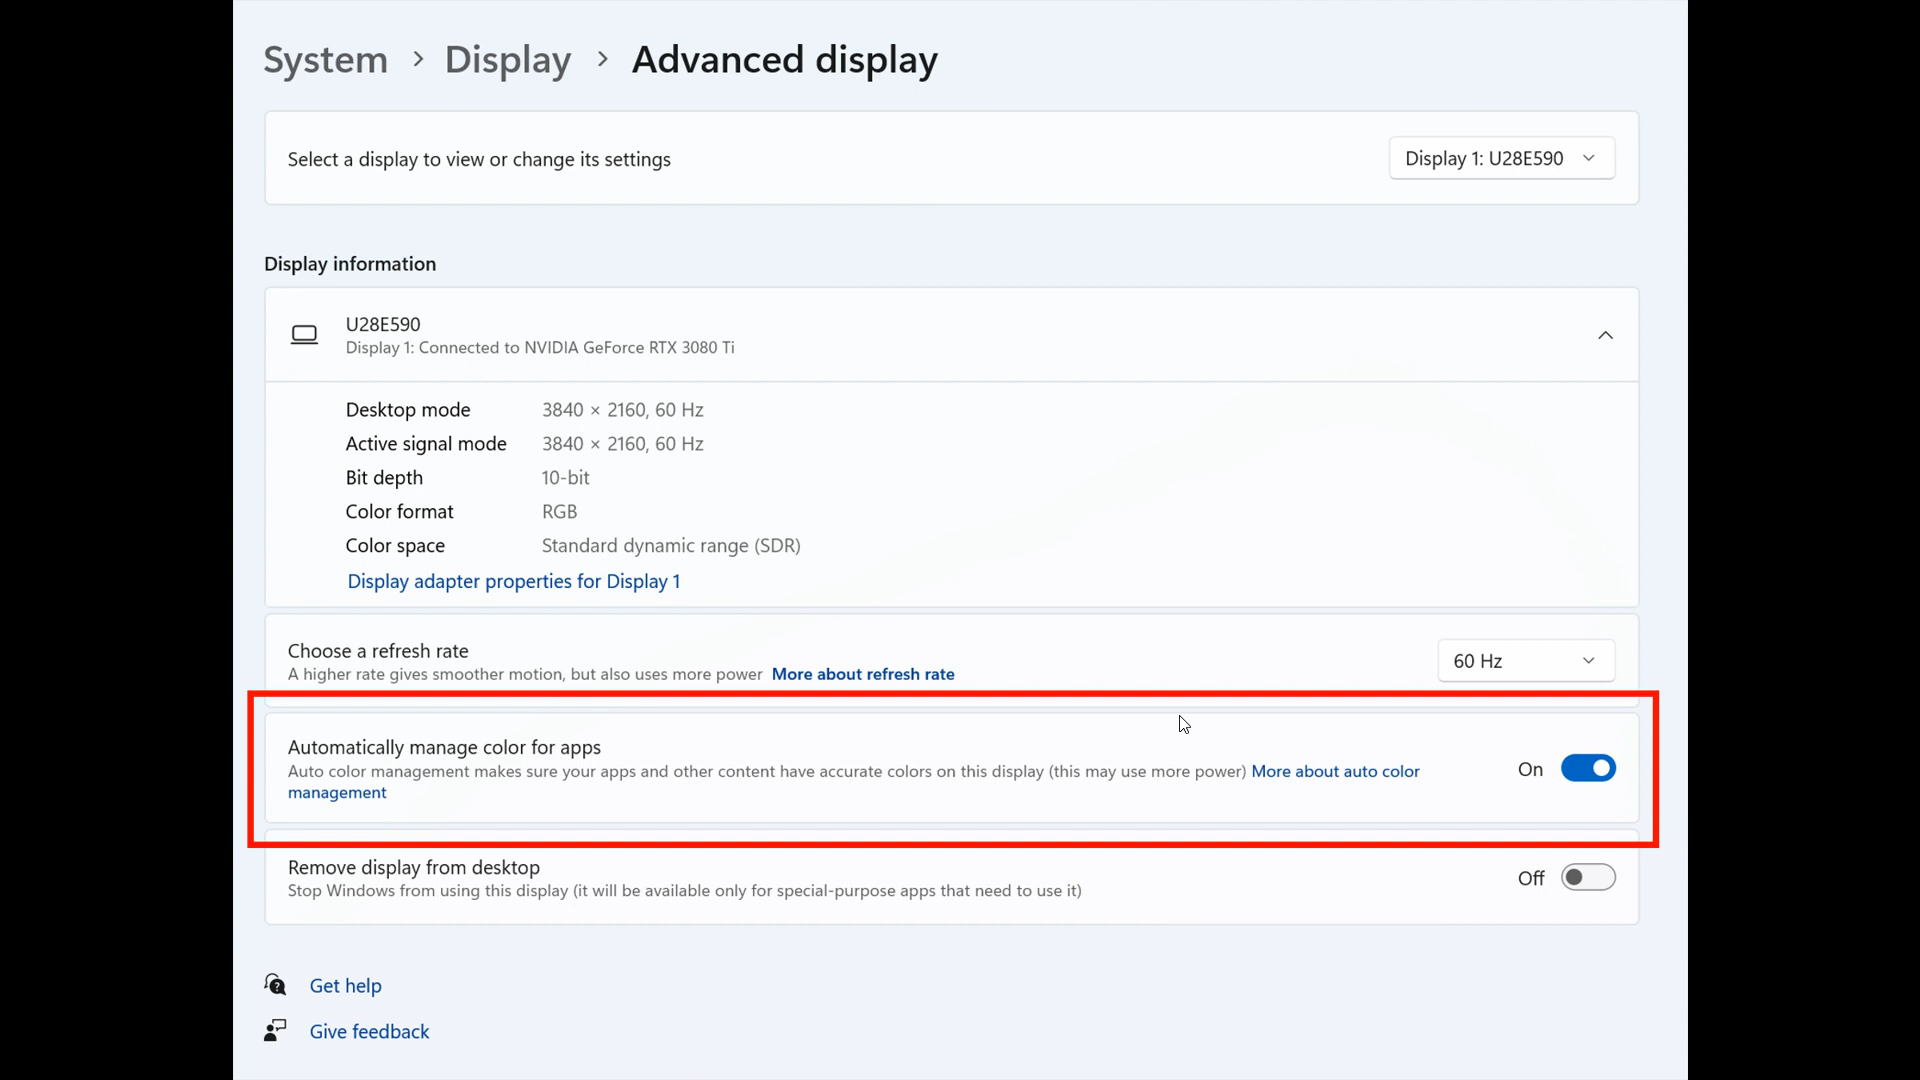 System > Display > Advanced display
Select a display to view or change its settings
Display 1: U28E590
Display information
U28E590
Display 1: Connected to NVIDIA GeForce RTX 3080 Ti
Desktop mode 3840 × 2160, 60 Hz
Active signal mode 3840 × 2160, 60 Hz
Bit depth 10-bit
Color format RGB
Color space Standard dynamic range (SDR)
Display adapter properties for Display 1
Choose a refresh rate
A higher rate gives smoother motion, but also uses more power More about refresh rate
60 Hz
Automatically manage color for apps
Auto color management makes sure your apps and other content have accurate colors on this display (this may use more power) More about auto color
management
On
Remove display from desktop
Stop Windows from using this display (it will be available only for special-purpose apps that need to use it)
Off
Get help
Give feedback